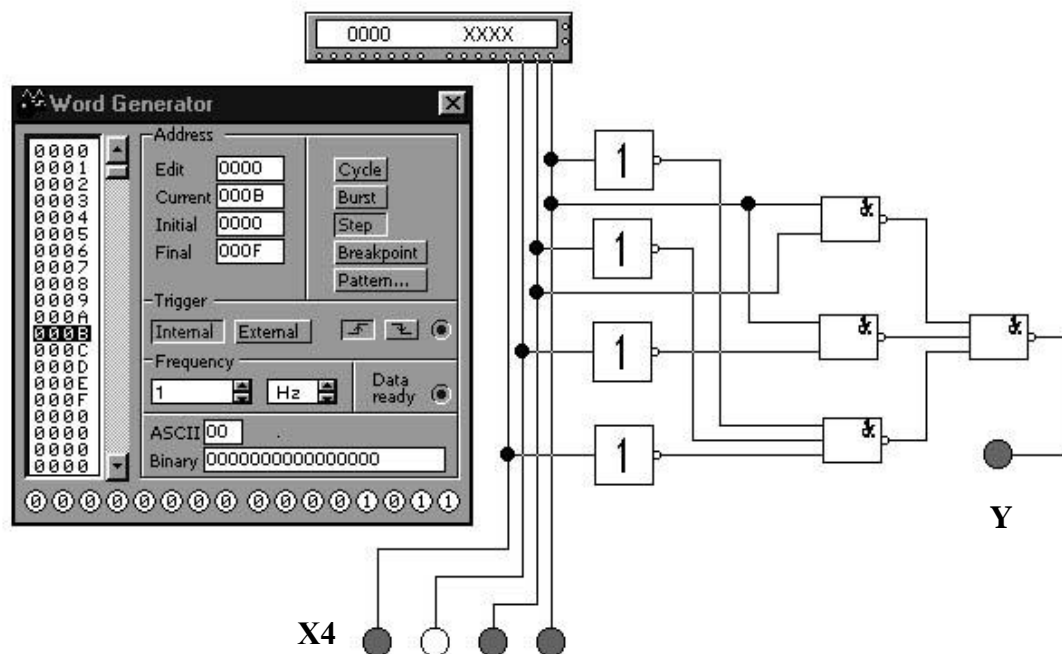 0000 XXXX
Word Generator
0000
0001
0002
0003
0004
0005
0006
0007
0008
0009
000A
000B
000C
000D
000E
000F
0000
0000
0000
0000
Address
Edit 0000
Current 000B
Initial 0000
Final 000F
Cycle
Burst
Step
Breakpoint
Pattern...
Trigger
Internal External
Frequency
1 Hz
Data
ready
ASCII 00 .
Binary 0000000000000000
0 0 0 0 0 0 0 0 0 0 0 0 1 0 1 1
1
1
1
1
&
&
&
&
Y
X4